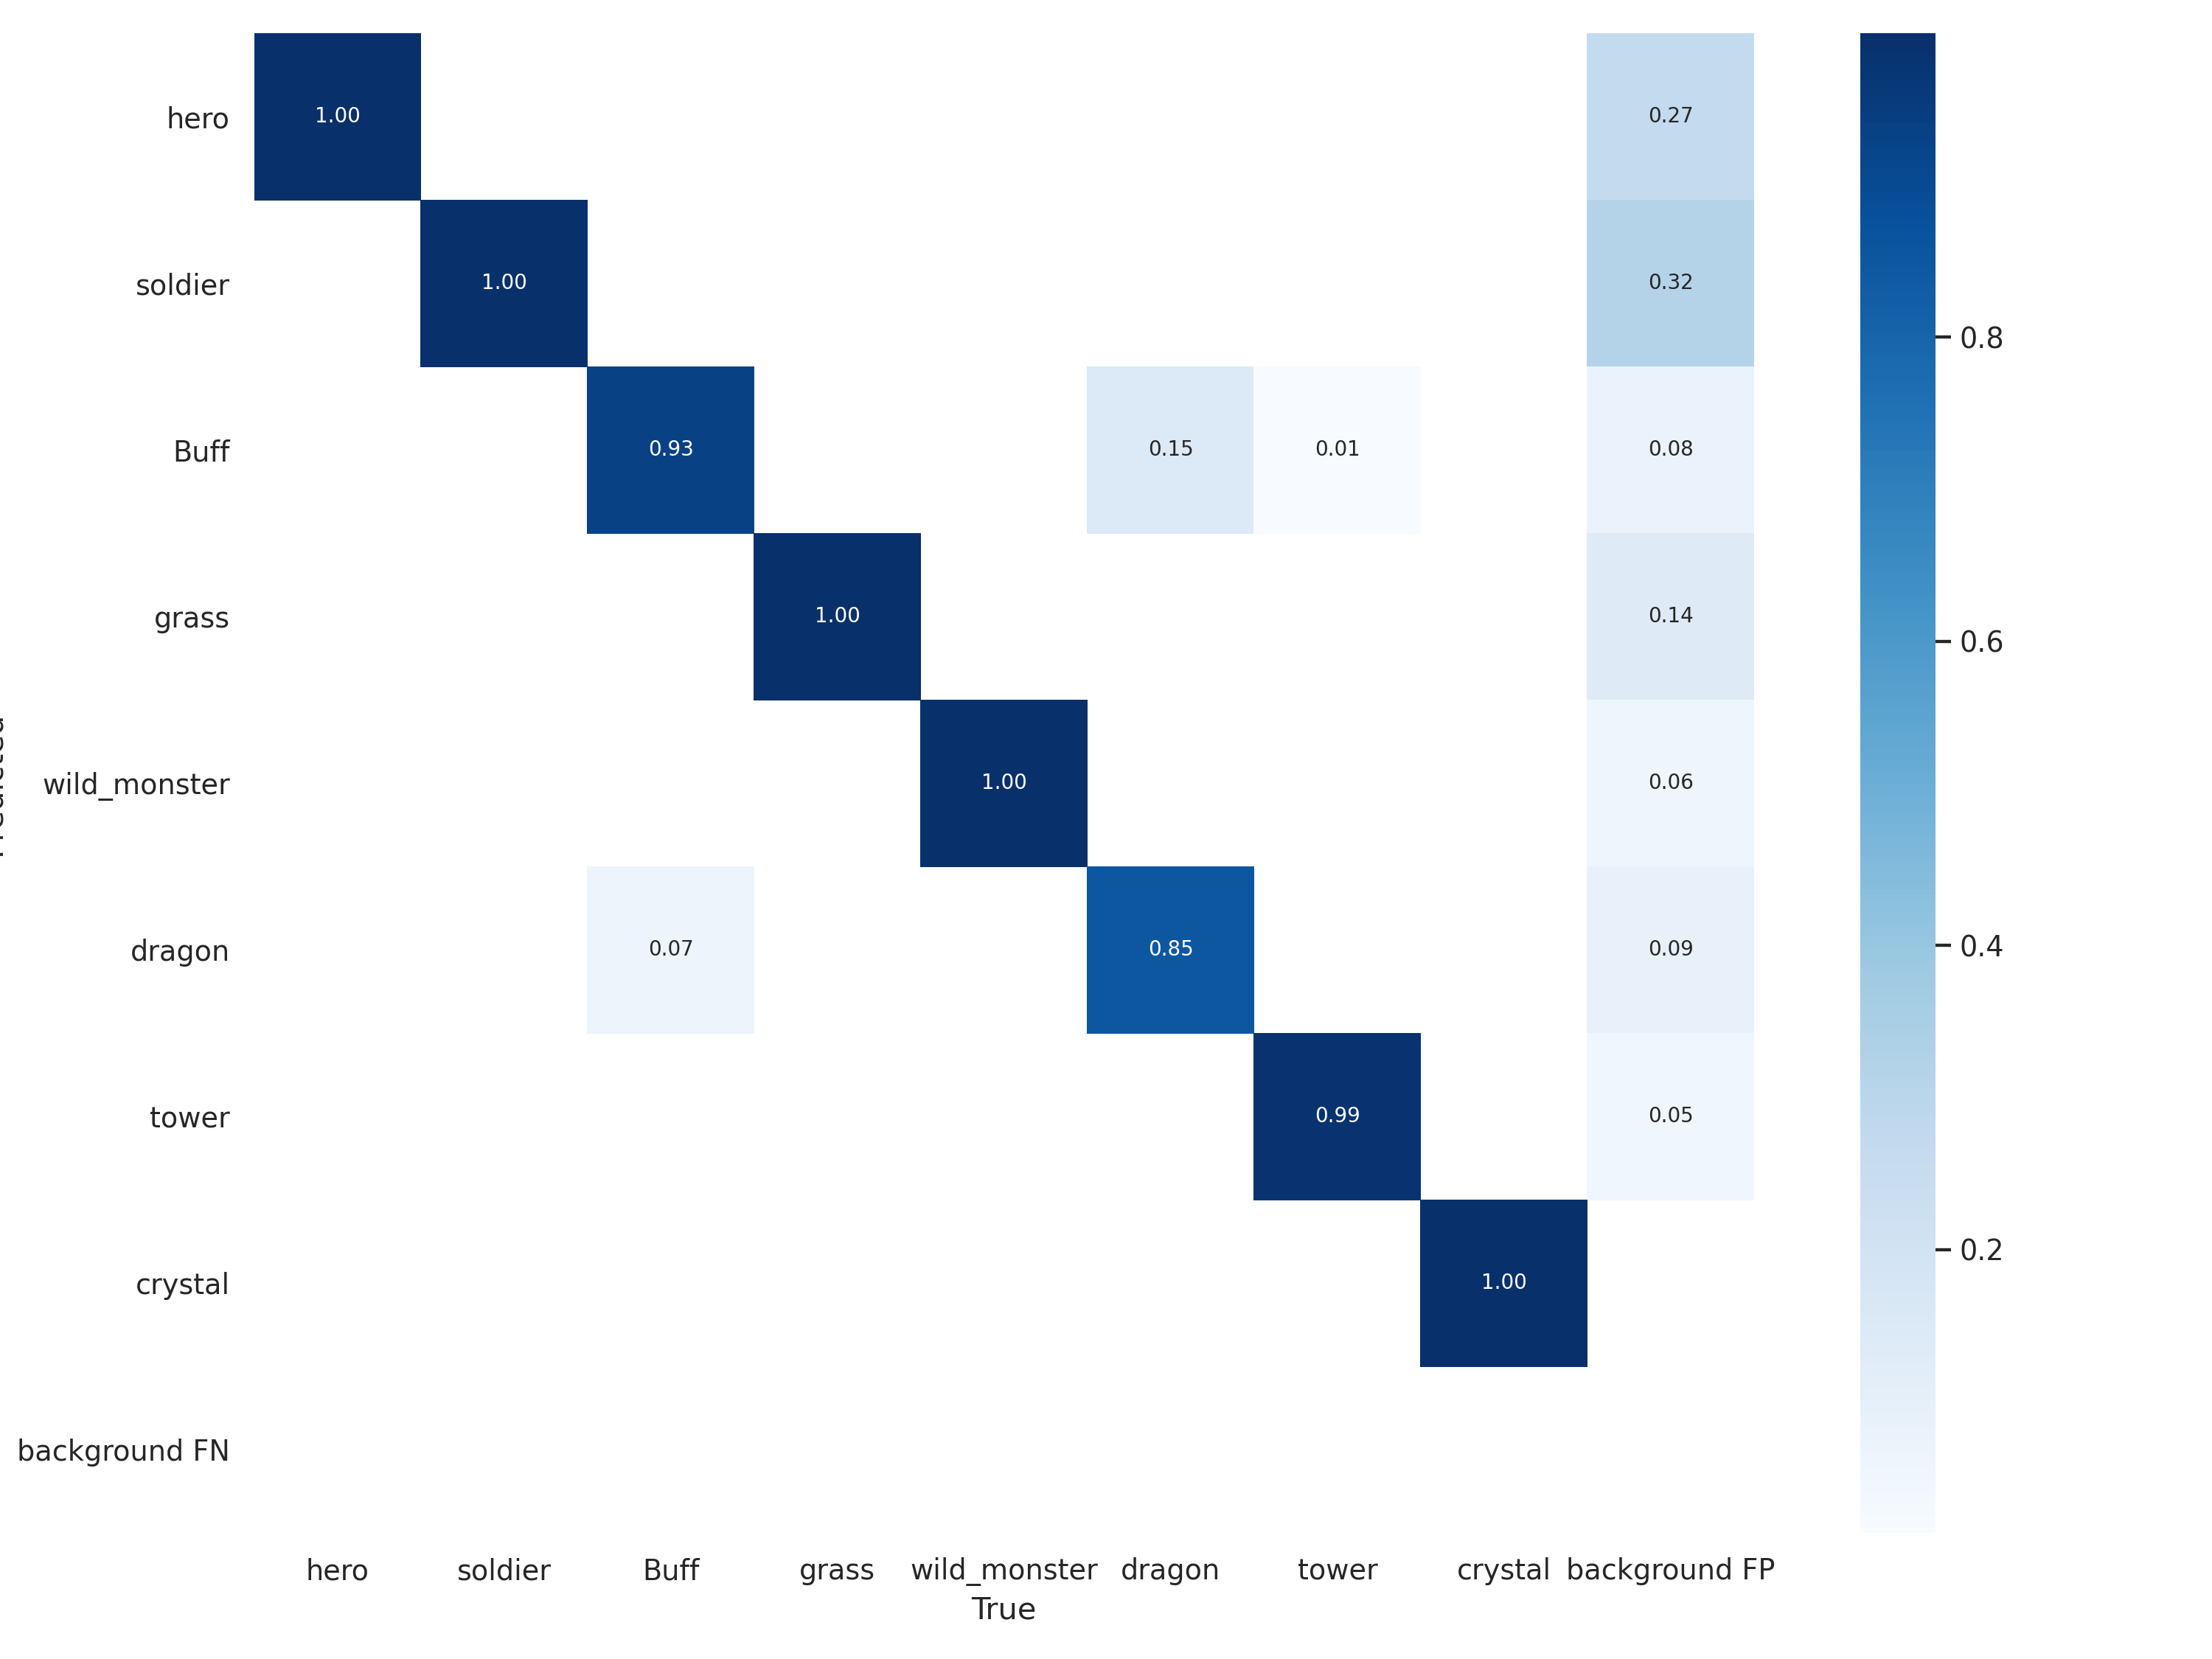 hero 1.00 0.27
soldier 1.00 0.32
0.8
Buff 0.93 0.15 0.01 0.08
grass 1.00 0.14
0.6
wild_monster 1.00 0.06
dragon 0.07 0.85 0.09
0.4
tower 0.99 0.05
0.2
crystal 1.00
background FN
hero soldier Buff grass wild_monster dragon tower crystal background FP
True